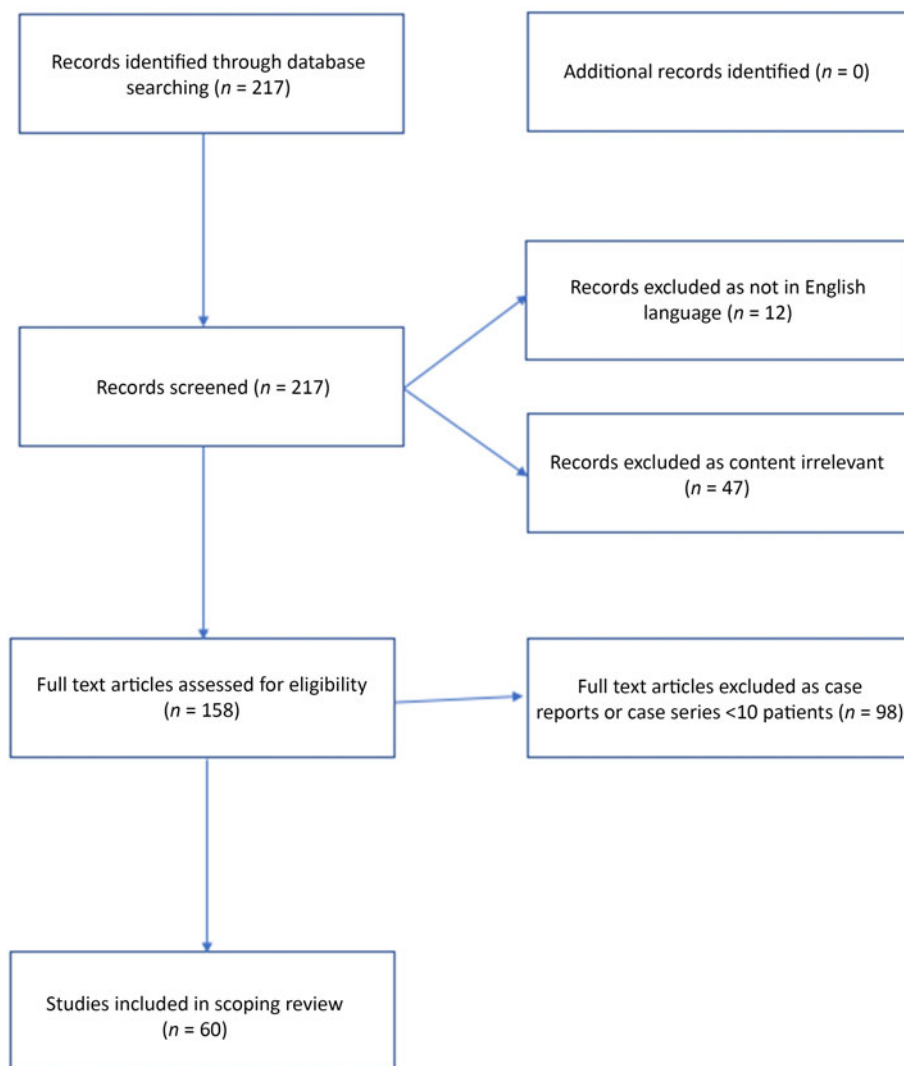 Records identified through database
searching (n = 217)
Additional records identified (n = 0)
Records excluded as not in English
language (n = 12)
Records screened (n = 217)
Records excluded as content irrelevant
(n = 47)
Full text articles assessed for eligibility
(n = 158)
Full text articles excluded as case
reports or case series <10 patients (n = 98)
Studies included in scoping review
(n = 60)